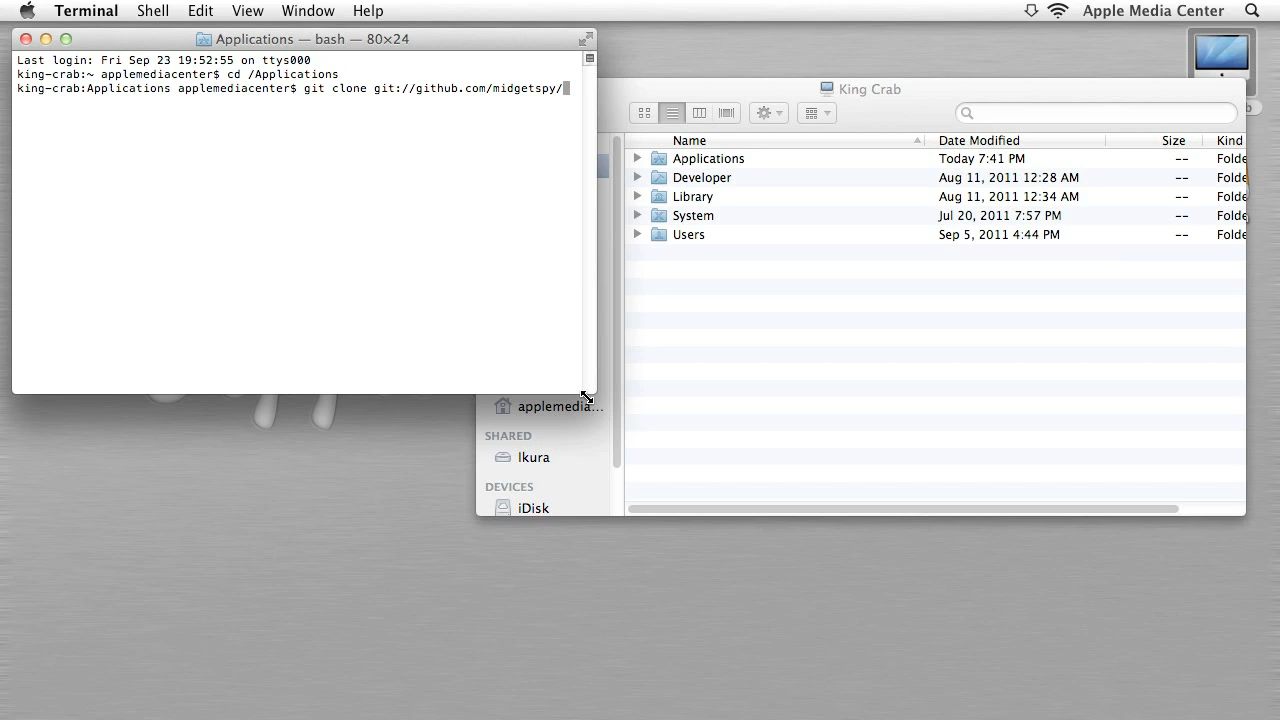 Terminal Shell Edit View Window Help
Apple Media Center
Applications — bash — 80×24
Last login: Fri Sep 23 19:52:55 on ttys000
king-crab:~ applemediacenter$ cd /Applications
king-crab:Applications applemediacenter$ git clone git://github.com/midgetspy/
King Crab
b
Name Date Modified Size Kind
Applications Today 7:41 PM -- Folde
Developer Aug 11, 2011 12:28 AM -- Folde
Library Aug 11, 2011 12:34 AM -- Folde
System Jul 20, 2011 7:57 PM -- Folde
Users Sep 5, 2011 4:44 PM -- Folde
applemedia...
SHARED
Ikura
DEVICES
iDisk